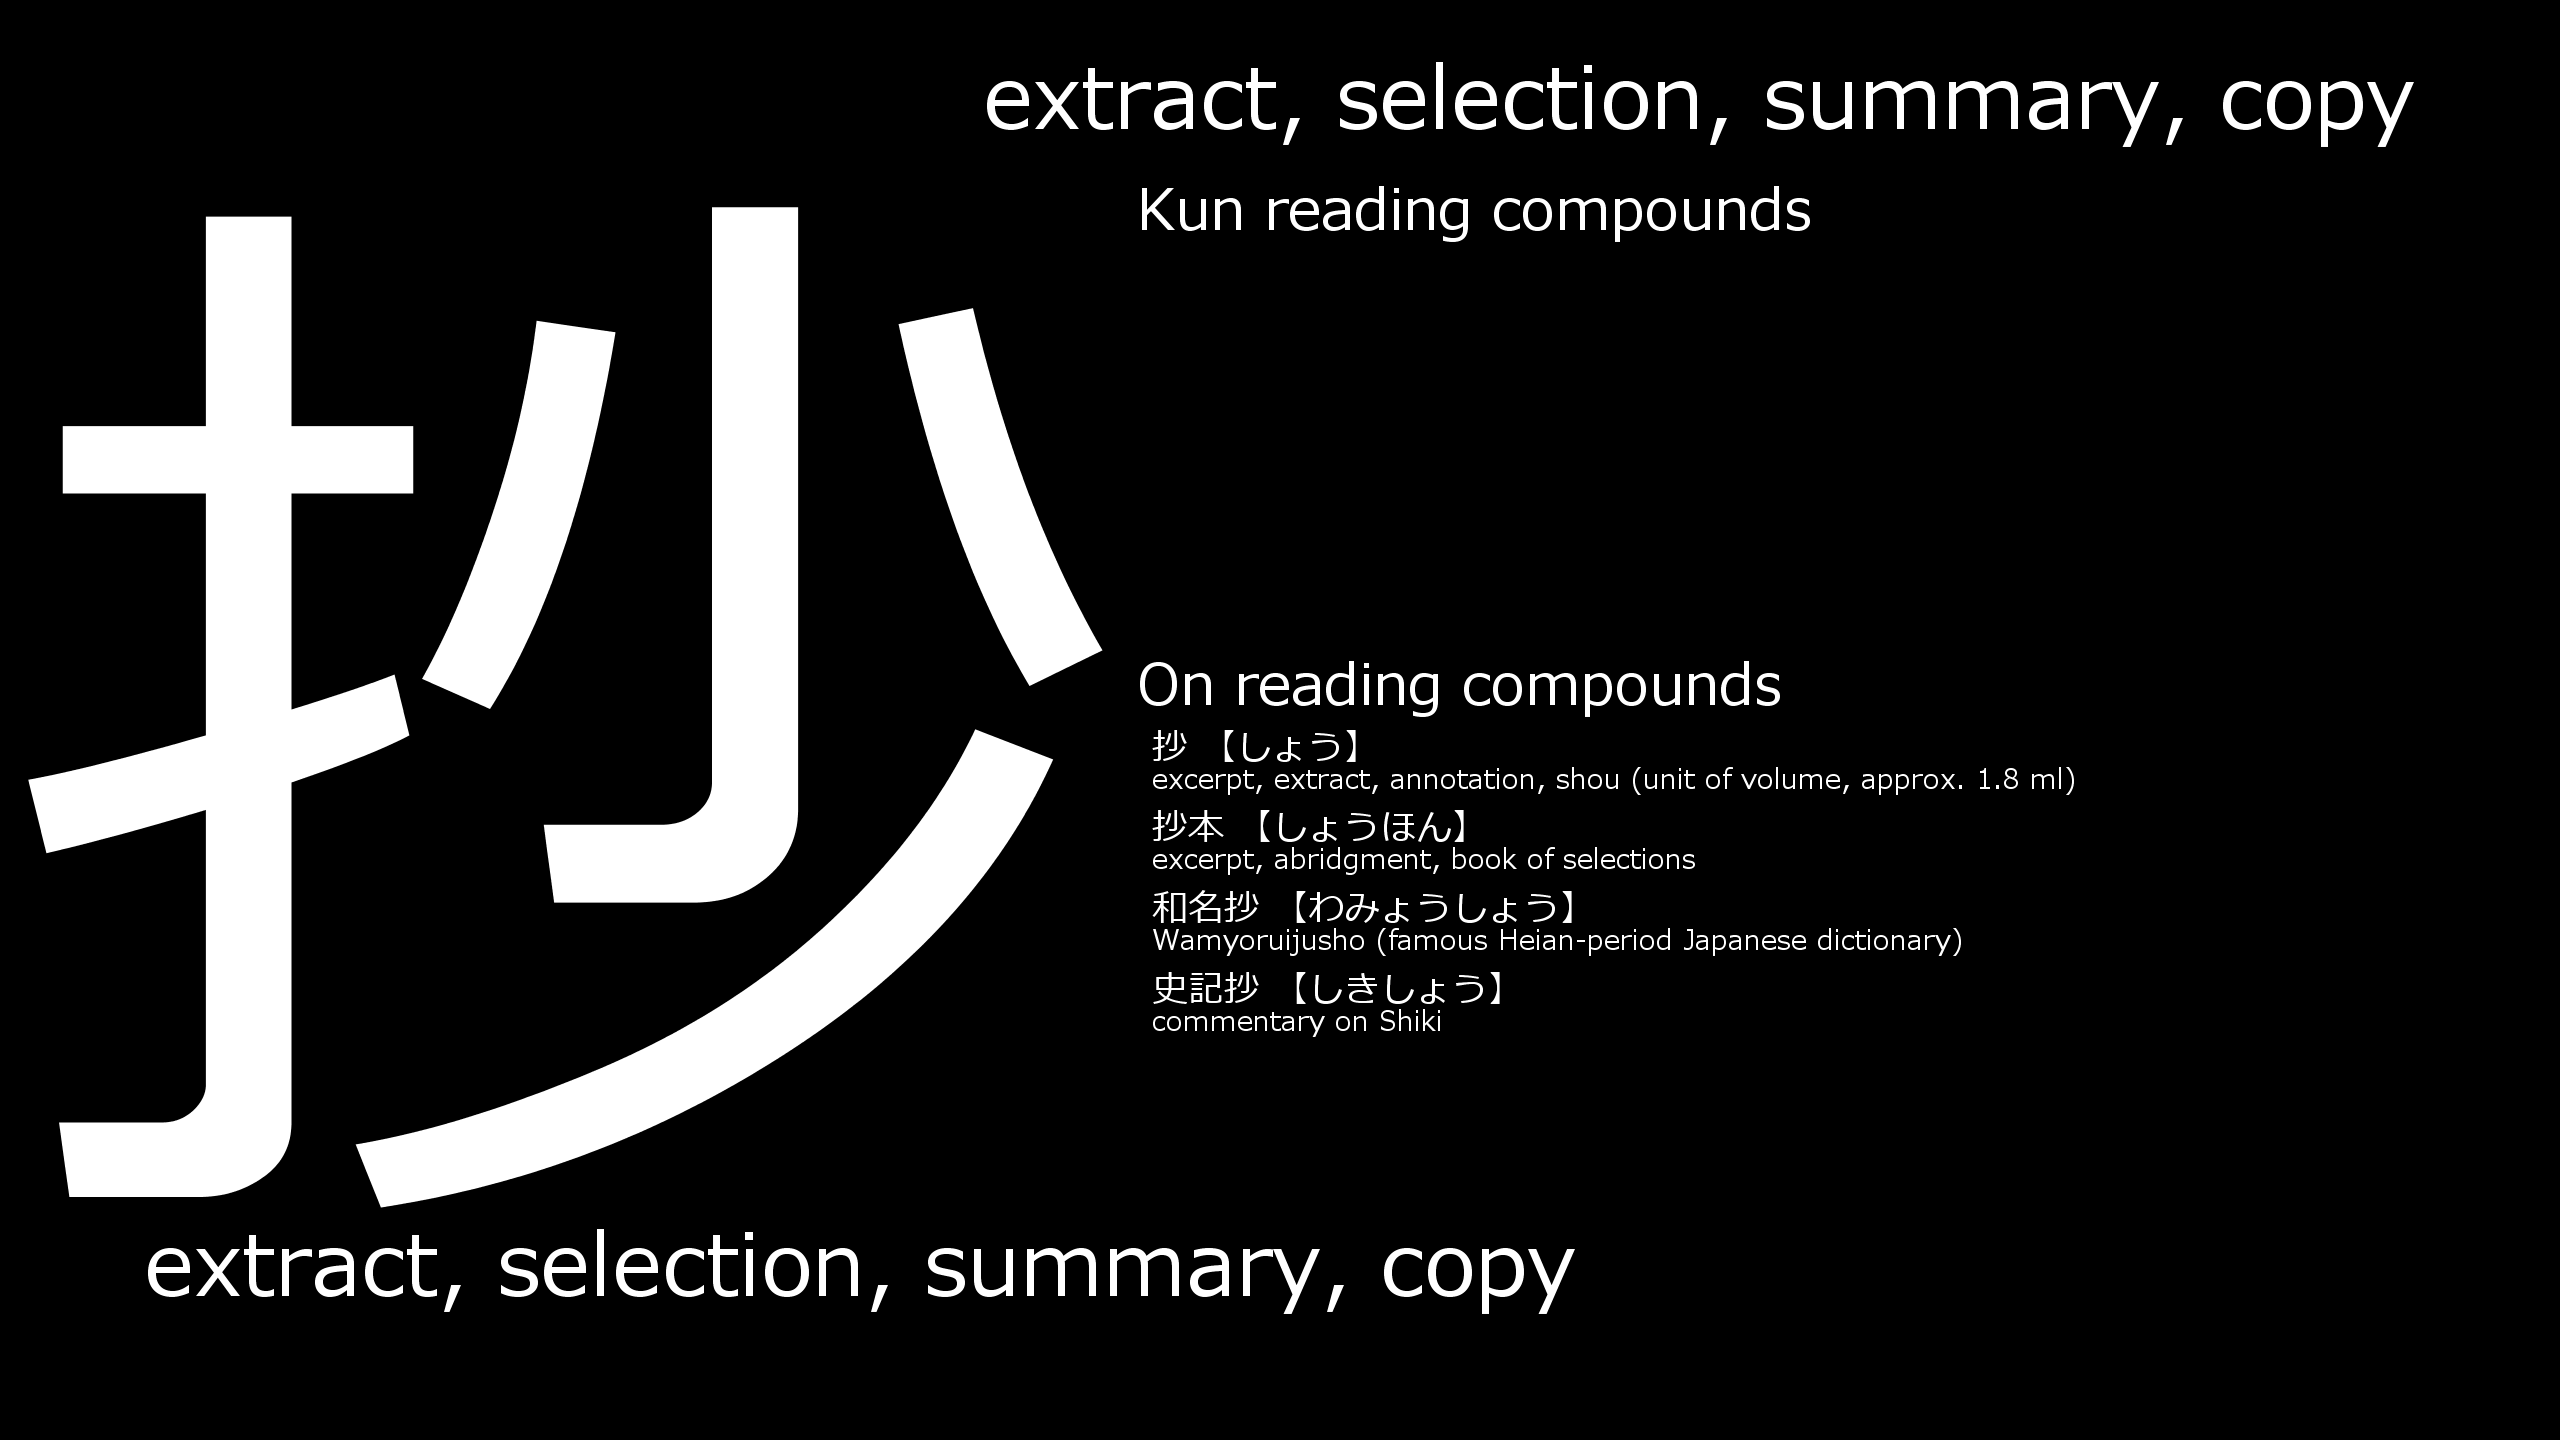 extract, selection, summary, copy
Kun reading compounds
抄
On reading compounds
抄 【しょう】
excerpt, extract, annotation, shou (unit of volume, approx. 1.8 ml)
抄本 【しょうほん】
excerpt, abridgment, book of selections
和名抄 【わみょうしょう】
Wamyoruijusho (famous Heian-period Japanese dictionary)
史記抄 【しきしょう】
commentary on Shiki
extract, selection, summary, copy